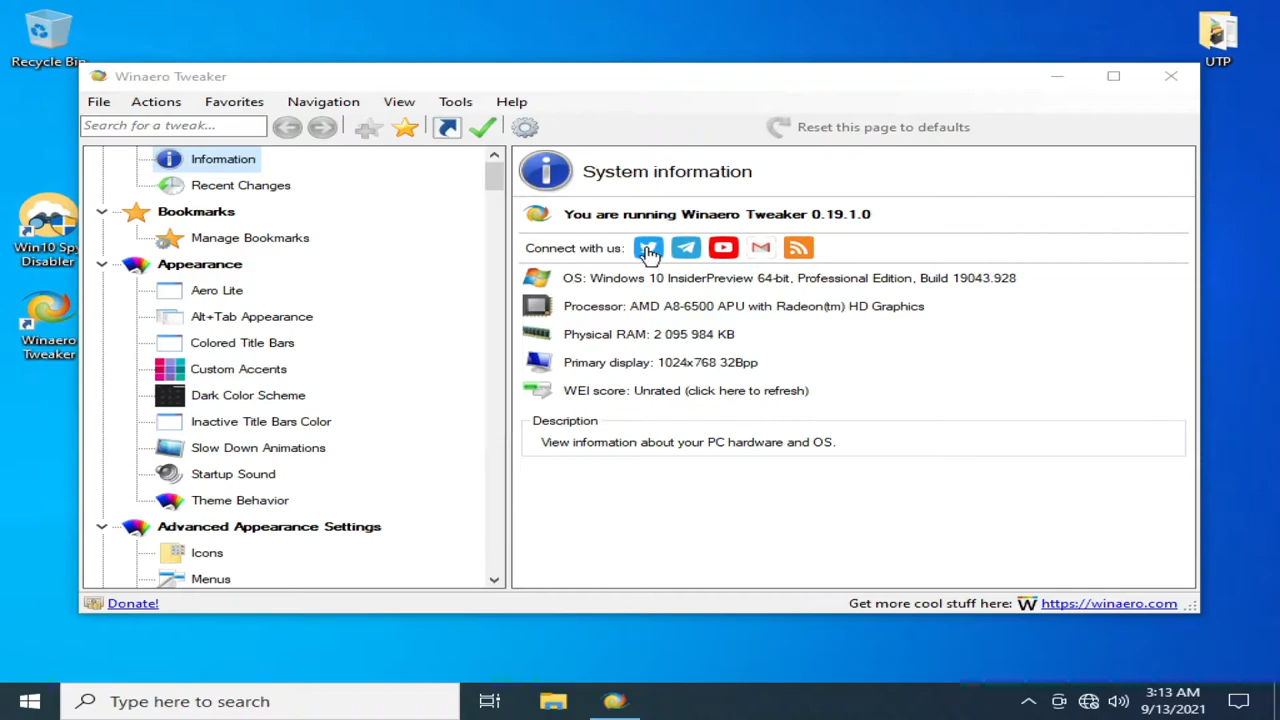 Recycle Bin
UTP
Winaero Tweaker
File Actions Favorites Navigation View Tools Help
Search for a tweak...
Reset this page to defaults
Information
Recent Changes
Bookmarks
Manage Bookmarks
Appearance
Aero Lite
Alt+Tab Appearance
Colored Title Bars
Custom Accents
Dark Color Scheme
Inactive Title Bars Color
Slow Down Animations
Startup Sound
Theme Behavior
Advanced Appearance Settings
Icons
Menus
System information
You are running Winaero Tweaker 0.19.1.0
Connect with us:
OS: Windows 10 InsiderPreview 64-bit, Professional Edition, Build 19043.928
Processor: AMD A8-6500 APU with Radeon(tm) HD Graphics
Physical RAM: 2 095 984 KB
Primary display: 1024x768 32Bpp
WEI score: Unrated (click here to refresh)
Description
View information about your PC hardware and OS.
Win10 Spy
Disabler
Winaero
Tweaker
Donate!
Get more cool stuff here: W https://winaero.com
Type here to search
3:13 AM
9/13/2021